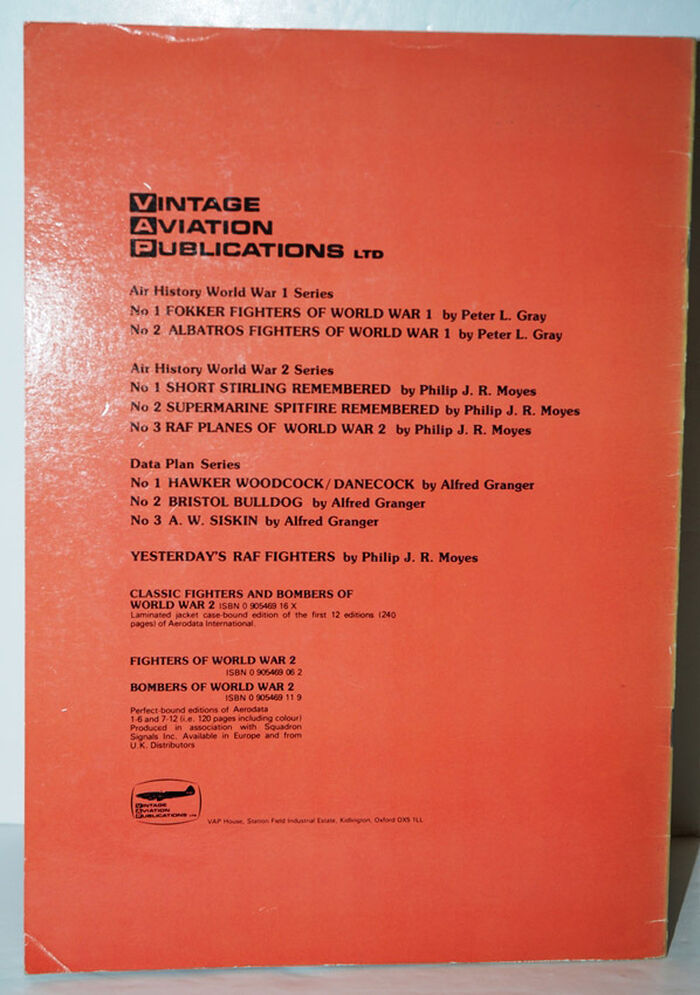 VINTAGE
AVIATION
PUBLICATIONS LTD
Air History World War 1 Series
No 1 FOKKER FIGHTERS OF WORLD WAR 1 by Peter L. Gray
No 2 ALBATROS FIGHTERS OF WORLD WAR 1 by Peter L. Gray
Air History World War 2 Series
No 1 SHORT STIRLING REMEMBERED by Philip J. R. Moyes
No 2 SUPERMARINE SPITFIRE REMEMBERED by Philip J. R. Moyes
No 3 RAF PLANES OF WORLD WAR 2 by Philip J. R. Moyes
Data Plan Series
No 1 HAWKER WOODCOCK/DANECOCK by Alfred Granger
No 2 BRISTOL BULLDOG by Alfred Granger
No 3 A. W. SISKIN by Alfred Granger
YESTERDAY'S RAF FIGHTERS by Philip J. R. Moyes
CLASSIC FIGHTERS AND BOMBERS OF
WORLD WAR 2 ISBN 0 905469 16 X
Laminated jacket case-bound edition of the first 12 editions (240
pages) of Aerodata International.
FIGHTERS OF WORLD WAR 2
ISBN 0 905469 06 2
BOMBERS OF WORLD WAR 2
ISBN 0 905469 11 9
Perfect-bound editions of Aerodata
1-6 and 7-12 (i.e. 120 pages including colour)
Produced in association with Squadron
Signals Inc. Available in Europe and from
U.K. Distributors
VINTAGE
AVIATION
PUBLICATIONS LTD
VAP House, Station Field Industrial Estate, Kidlington, Oxford OX5 1LL